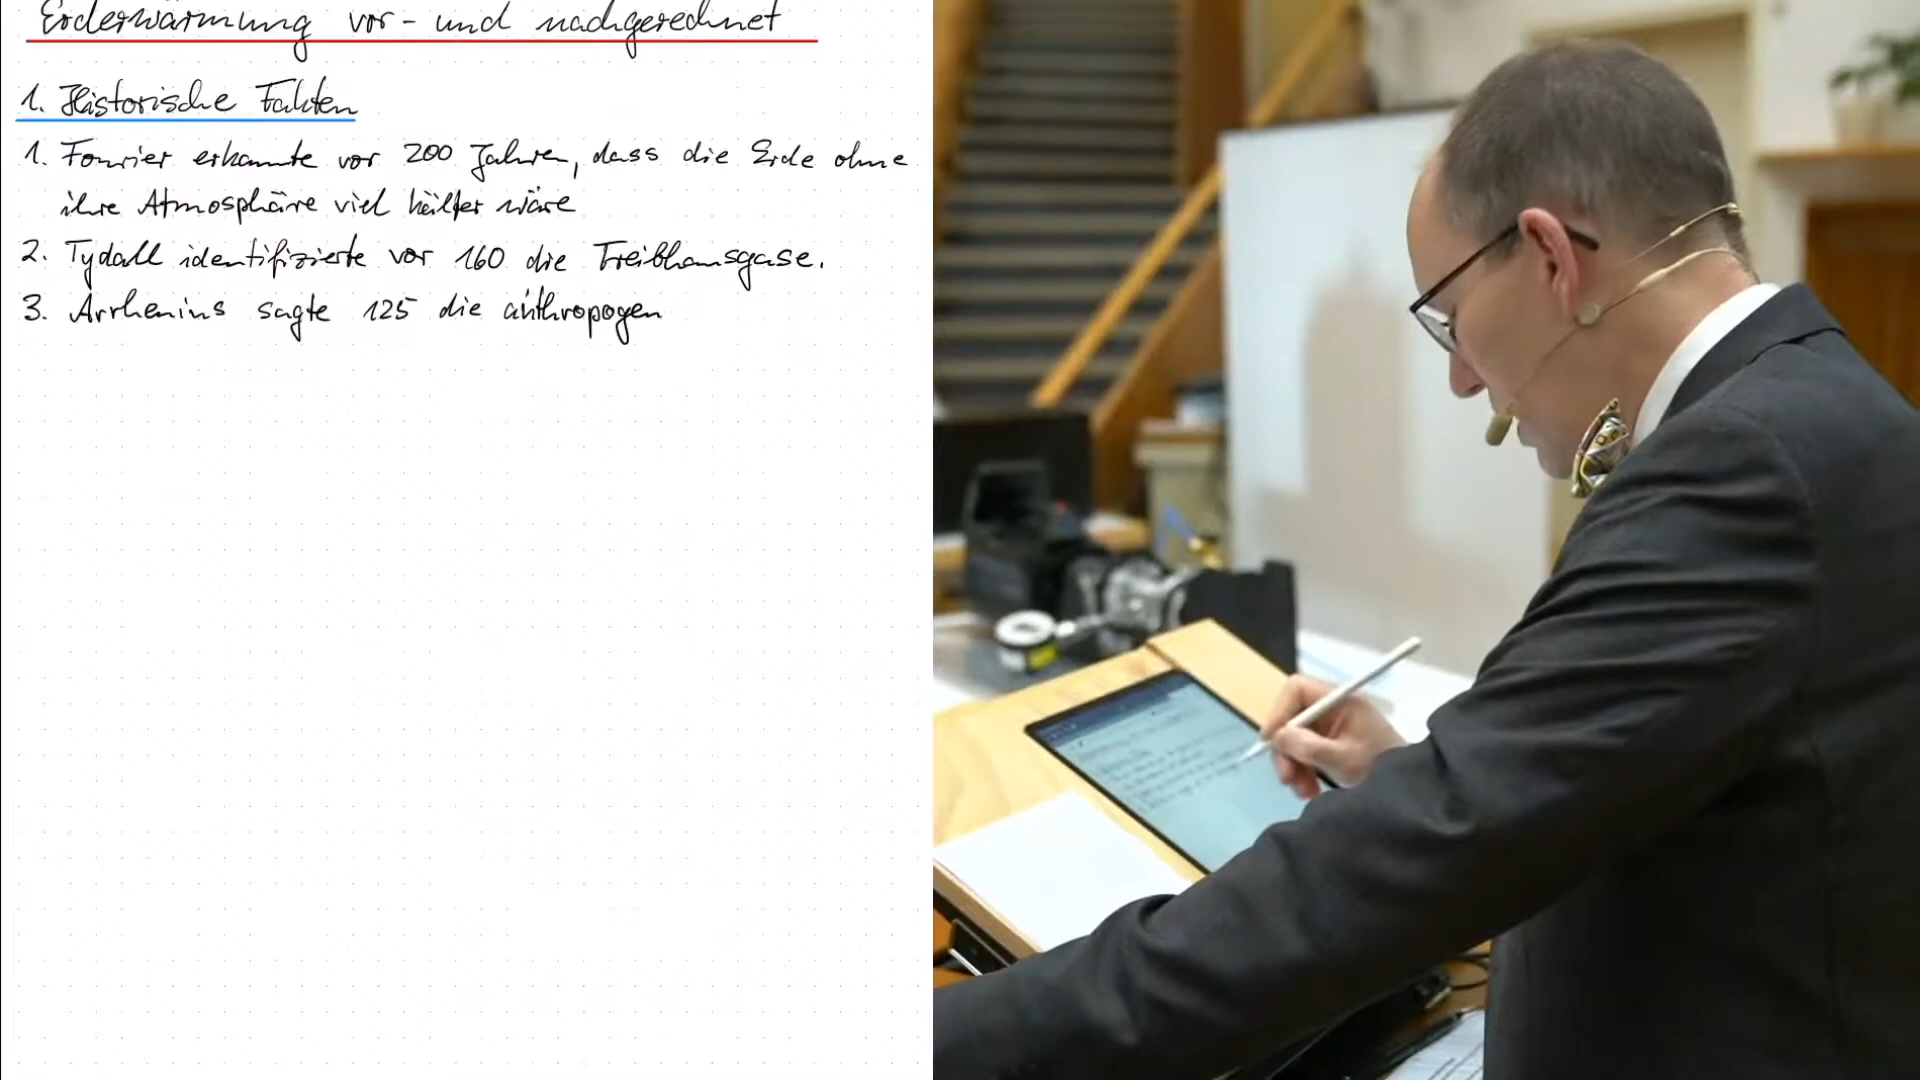 Erderwärmung vor- und nachgerechnet
1. Historische Fakten
1. Fourier erkannte vor 200 Jahren, dass die Erde ohne
ihre Atmosphäre viel kälter wäre
2. Tydall identifizierte vor 160 die Treibhausgase.
3. Arrhenius sagte 125 die anthropogen